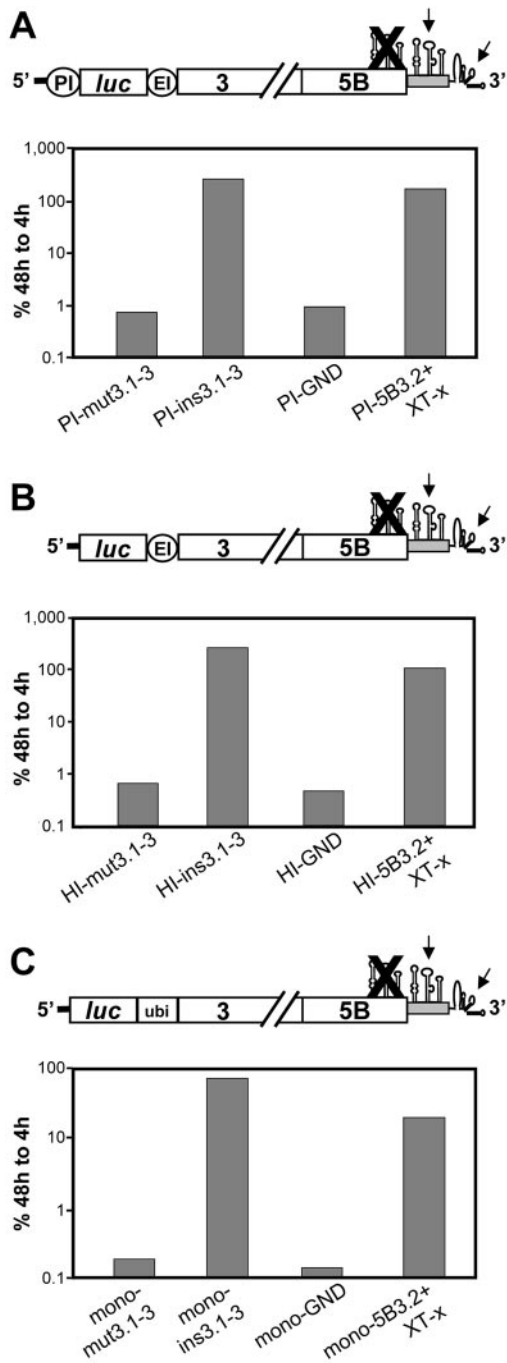 A
5' PI luc EI 3 5B X 3'
% 48h to 4h
1,000
100
10
1
0.1
PI-mut3.1-3
PI-ins3.1-3
PI-GND
PI-5B3.2+
XT-x
B
5' luc EI 3 5B X 3'
% 48h to 4h
1,000
100
10
1
0.1
HI-mut3.1-3
HI-ins3.1-3
HI-GND
HI-5B3.2+
XT-x
C
5' luc ubi 3 5B X 3'
% 48h to 4h
100
10
1
0.1
mono-
mut3.1-3
mono-
ins3.1-3
mono-GND
mono-5B3.2+
XT-x